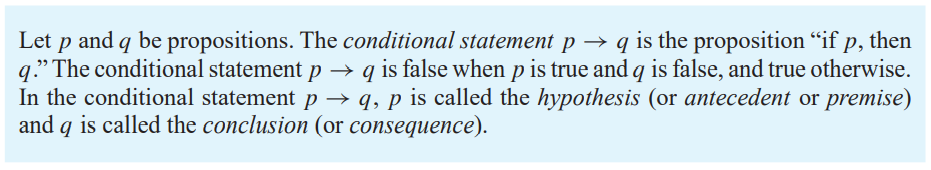 Let p and q be propositions. The conditional statement p → q is the proposition “if p, then
q.” The conditional statement p → q is false when p is true and q is false, and true otherwise.
In the conditional statement p → q, p is called the hypothesis (or antecedent or premise)
and q is called the conclusion (or consequence).